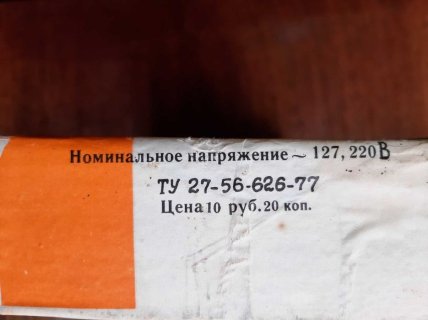 Номинальное напряжение ~ 127, 220В
ТУ 27-56-626-77
Цена 10 руб. 20 коп.